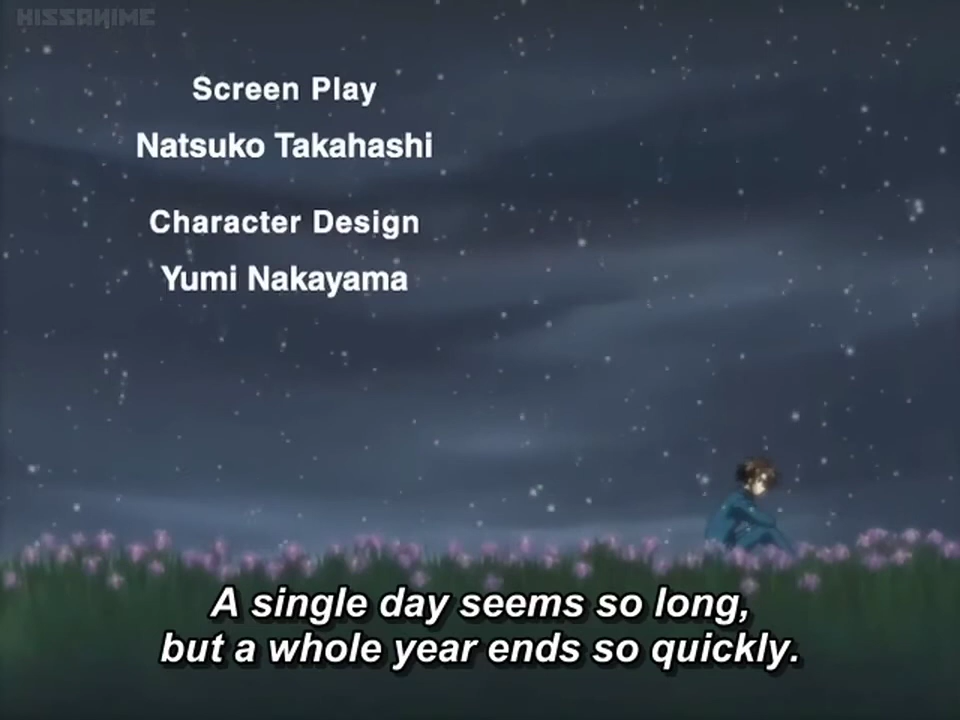 KISSANIME
Screen Play
Natsuko Takahashi
Character Design
Yumi Nakayama
A single day seems so long,
but a whole year ends so quickly.